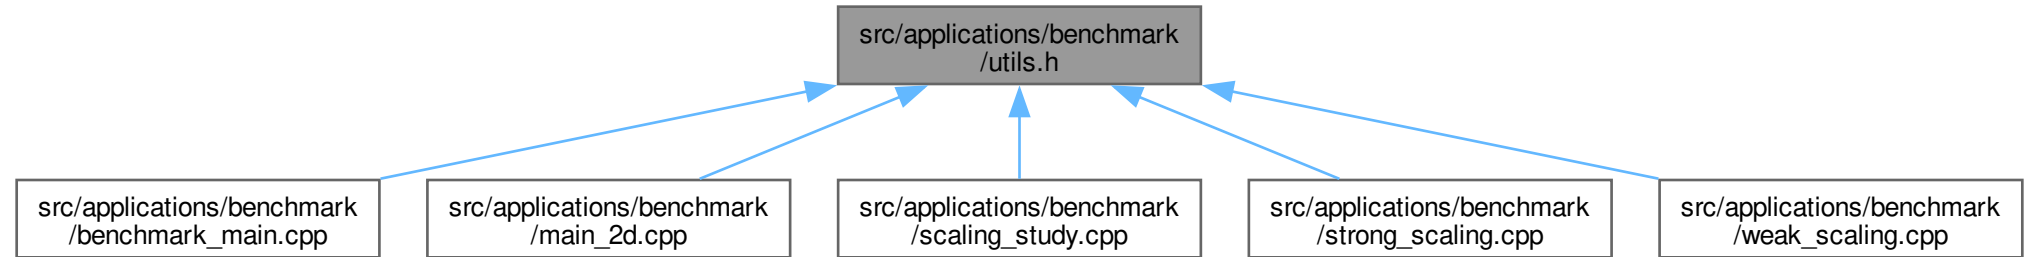 src/applications/benchmark
/utils.h
src/applications/benchmark
/benchmark_main.cpp
src/applications/benchmark
/main_2d.cpp
src/applications/benchmark
/scaling_study.cpp
src/applications/benchmark
/strong_scaling.cpp
src/applications/benchmark
/weak_scaling.cpp